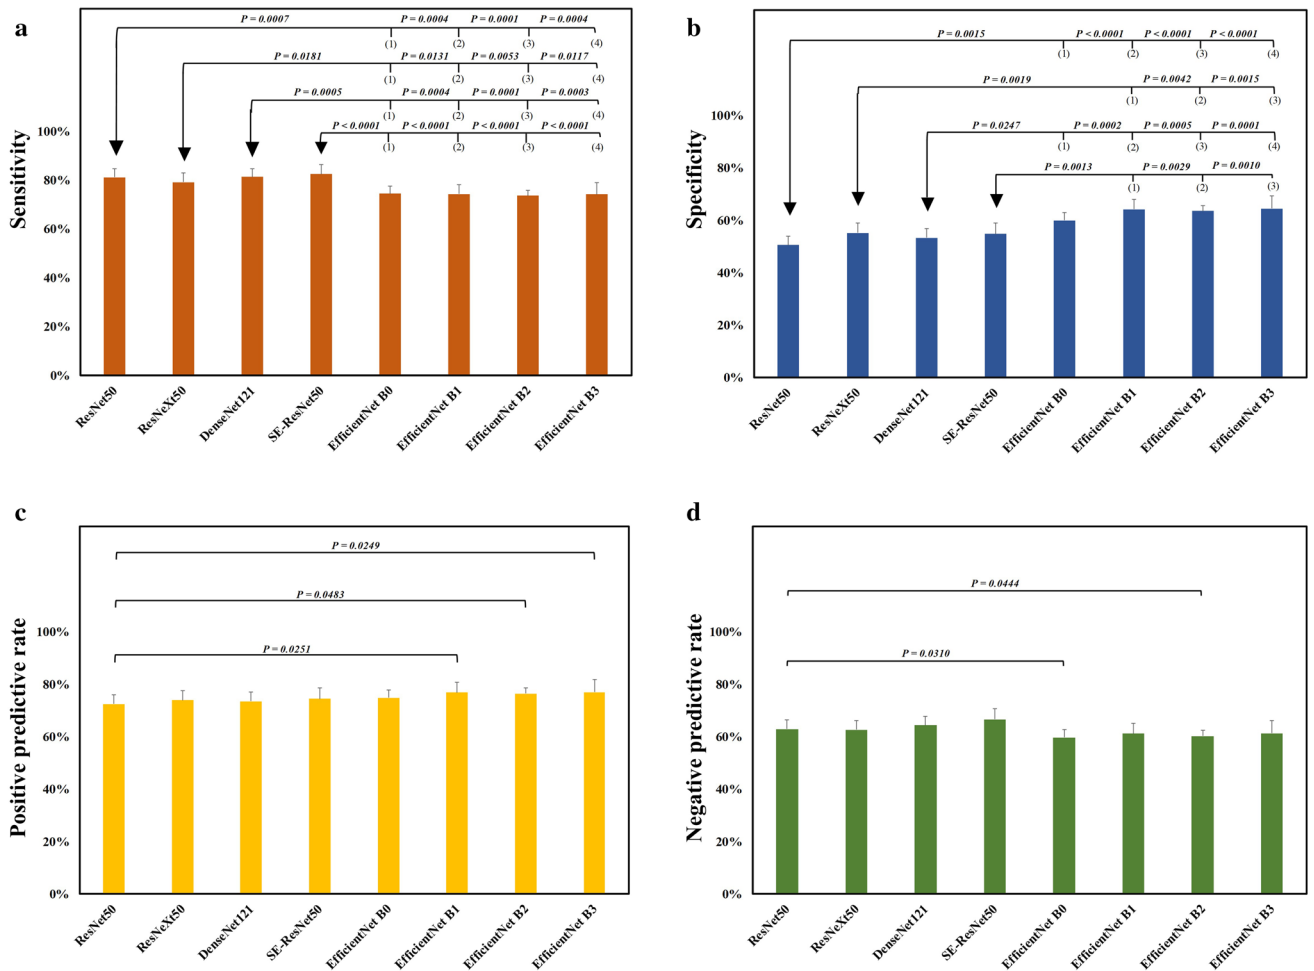 a
P = 0.0007 P = 0.0004 P = 0.0001 P = 0.0004
(1) (2) (3) (4)
P = 0.0181 P = 0.0131 P = 0.0053 P = 0.0117
(1) (2) (3) (4)
P = 0.0005 P = 0.0004 P = 0.0001 P = 0.0003
(1) (2) (3) (4)
P < 0.0001 P < 0.0001 P < 0.0001 P < 0.0001
(1) (2) (3) (4)
Sensitivity
100%
80%
60%
40%
20%
0%
ResNet50
ResNeXt50
DenseNet121
SE-ResNet50
EfficientNet B0
EfficientNet B1
EfficientNet B2
EfficientNet B3
b
P = 0.0015 P < 0.0001 P < 0.0001 P < 0.0001
(1) (2) (3) (4)
P = 0.0019 P = 0.0042 P = 0.0015
(1) (2) (3)
P = 0.0247 P = 0.0002 P = 0.0005 P = 0.0001
(1) (2) (3) (4)
P = 0.0013 P = 0.0029 P = 0.0010
(1) (2) (3)
Specificity
100%
80%
60%
40%
20%
0%
ResNet50
ResNeXt50
DenseNet121
SE-ResNet50
EfficientNet B0
EfficientNet B1
EfficientNet B2
EfficientNet B3
c
P = 0.0249
P = 0.0483
P = 0.0251
Positive predictive rate
100%
80%
60%
40%
20%
0%
ResNet50
ResNeXt50
DenseNet121
SE-ResNet50
EfficientNet B0
EfficientNet B1
EfficientNet B2
EfficientNet B3
d
P = 0.0444
P = 0.0310
Negative predictive rate
100%
80%
60%
40%
20%
0%
ResNet50
ResNeXt50
DenseNet121
SE-ResNet50
EfficientNet B0
EfficientNet B1
EfficientNet B2
EfficientNet B3